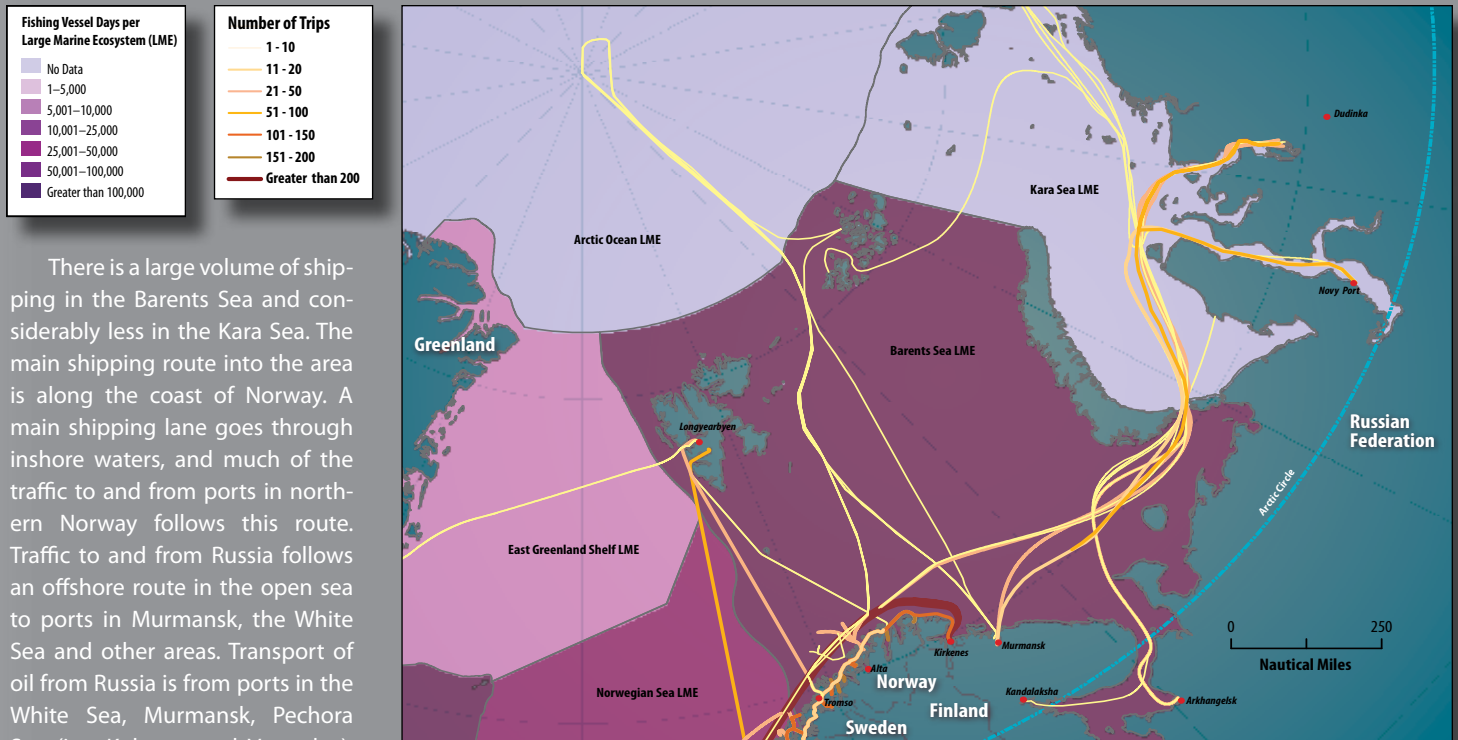 Fishing Vessel Days per
Large Marine Ecosystem (LME)
No Data
1–5,000
5,001–10,000
10,001–25,000
25,001–50,000
50,001–100,000
Greater than 100,000
Number of Trips
1 - 10
11 - 20
21 - 50
51 - 100
101 - 150
151 - 200
Greater than 200
There is a large volume of ship-
ping in the Barents Sea and con-
siderably less in the Kara Sea. The
main shipping route into the area
is along the coast of Norway. A
main shipping lane goes through
inshore waters, and much of the
traffic to and from ports in north-
ern Norway follows this route.
Traffic to and from Russia follows
an offshore route in the open sea
to ports in Murmansk, the White
Sea and other areas. Transport of
oil from Russia is from ports in the
White Sea, Murmansk, Pechora
Dudinka
Kara Sea LME
Arctic Ocean LME
Novy Port
Greenland
Barents Sea LME
Russian
Federation
Longyearbyen
Arctic Circle
East Greenland Shelf LME
0 250
Nautical Miles
Murmansk
Kirkenes
Alta
Norway
Norwegian Sea LME
Kandalaksha
Arkhangelsk
Tromso
Finland
Sweden